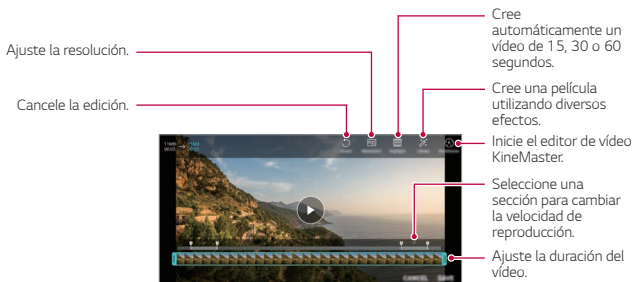 Ajuste la resolución.
Cancele la edición.
Cree
automáticamente un
vídeo de 15, 30 o 60
segundos.
Cree una película
utilizando diversos
efectos.
Inicie el editor de vídeo
KineMaster.
Seleccione una
sección para cambiar
la velocidad de
reproducción.
Ajuste la duración del
vídeo.
CANCEL SAVE